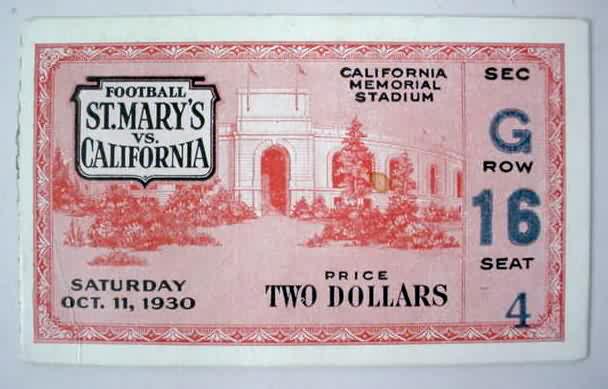 FOOTBALL
ST. MARY'S
VS.
CALIFORNIA
CALIFORNIA
MEMORIAL
STADIUM
SATURDAY
OCT. 11, 1930
PRICE
TWO DOLLARS
SEC
G
ROW
16
SEAT
4